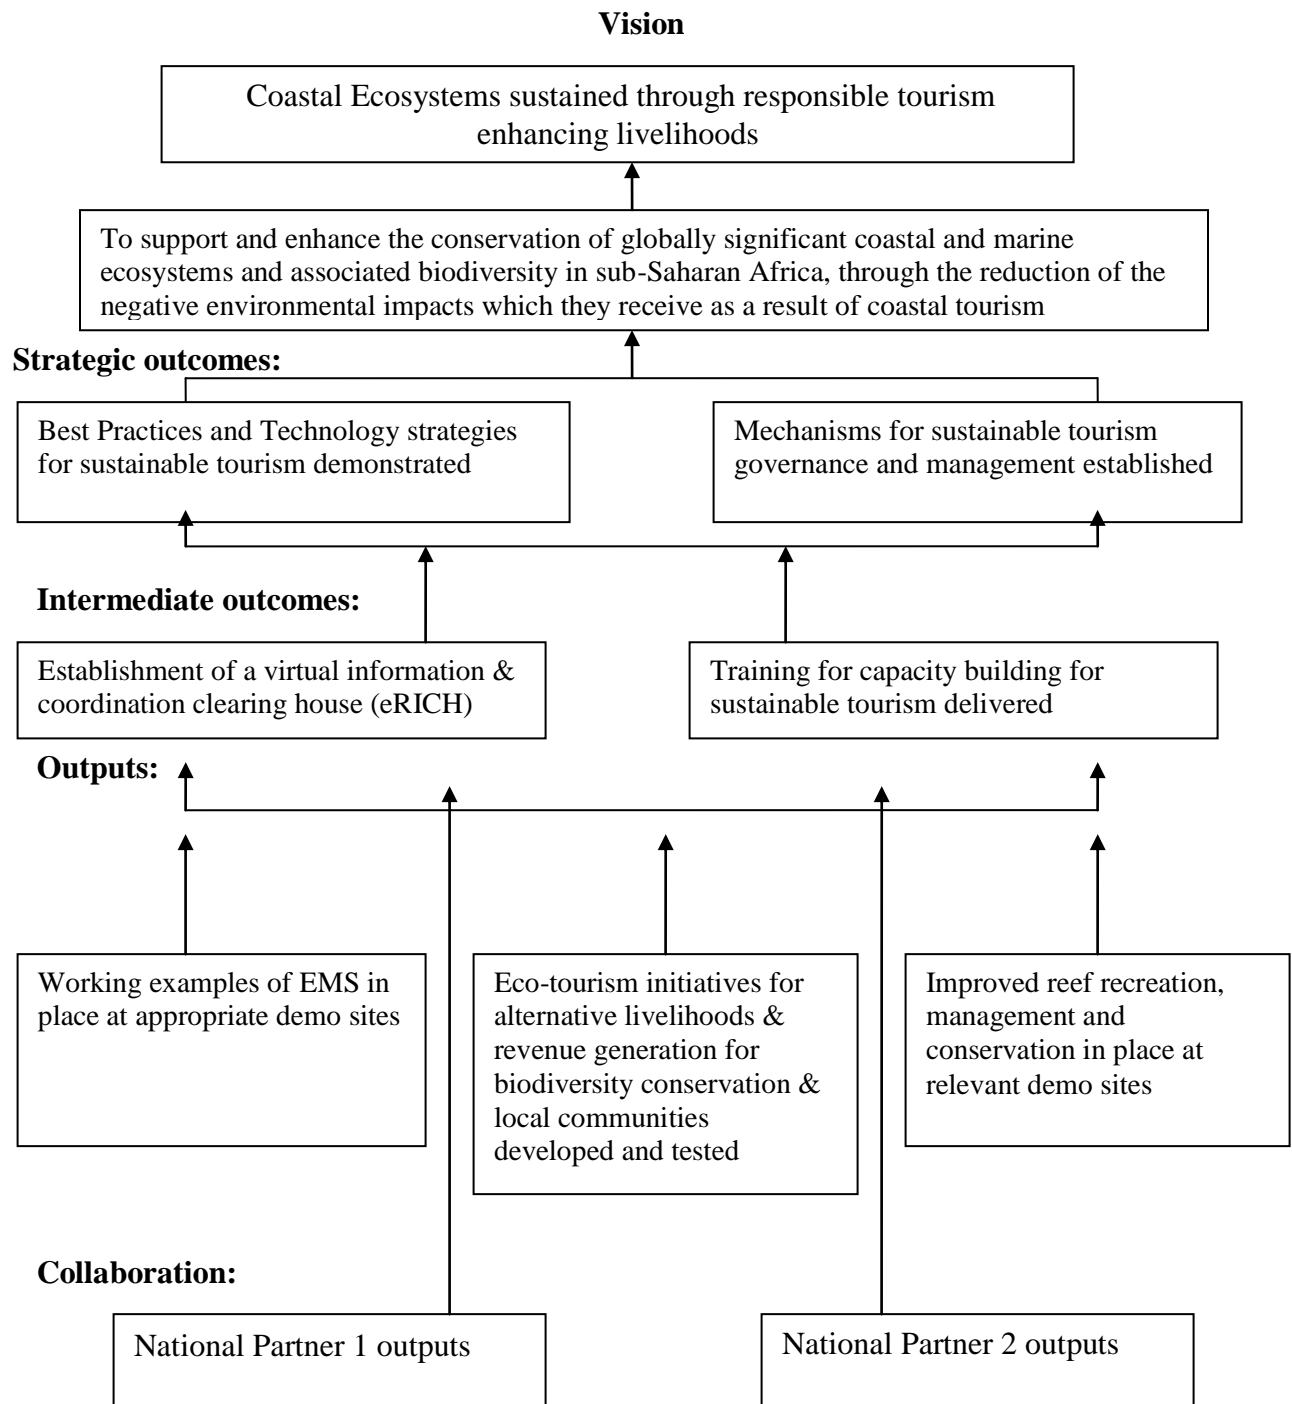 Vision
Coastal Ecosystems sustained through responsible tourism
enhancing livelihoods
To support and enhance the conservation of globally significant coastal and marine
ecosystems and associated biodiversity in sub-Saharan Africa, through the reduction of the
negative environmental impacts which they receive as a result of coastal tourism
Strategic outcomes:
Best Practices and Technology strategies
for sustainable tourism demonstrated
Mechanisms for sustainable tourism
governance and management established
Intermediate outcomes:
Establishment of a virtual information &
coordination clearing house (eRICH)
Training for capacity building for
sustainable tourism delivered
Outputs:
Working examples of EMS in
place at appropriate demo sites
Eco-tourism initiatives for
alternative livelihoods &
revenue generation for
biodiversity conservation &
local communities
developed and tested
Improved reef recreation,
management and
conservation in place at
relevant demo sites
Collaboration:
National Partner 1 outputs
National Partner 2 outputs